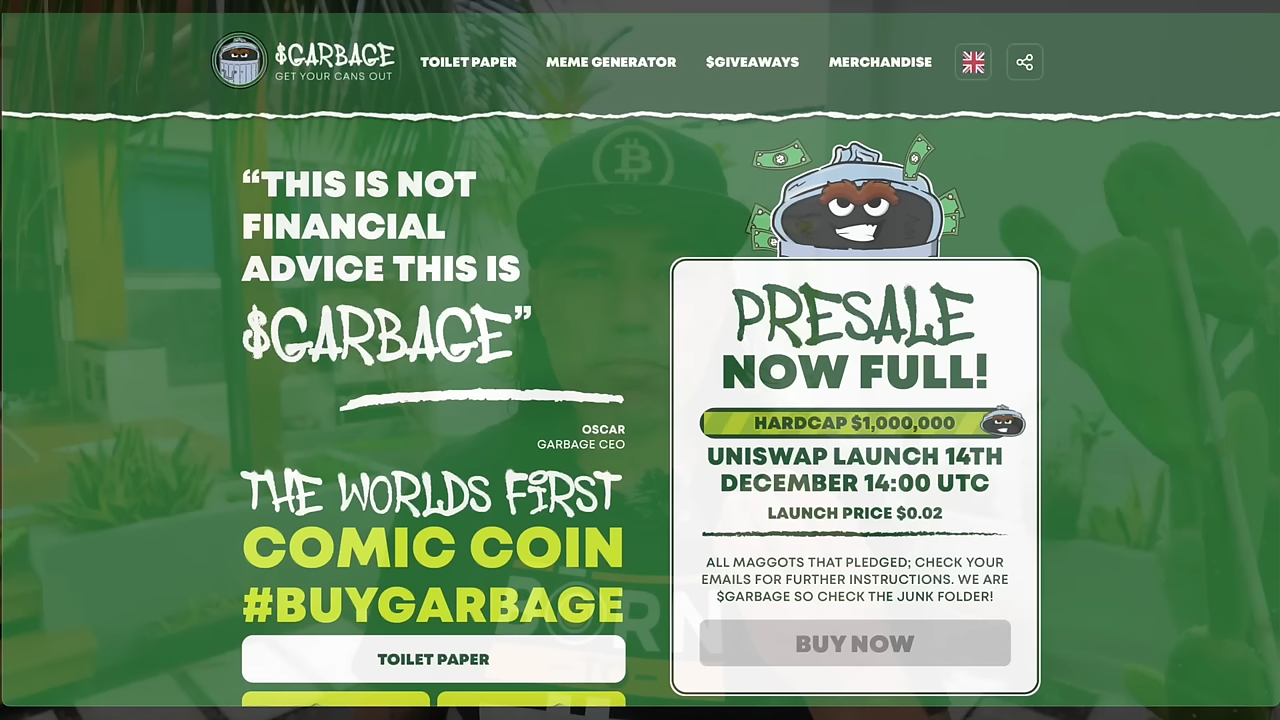 $GARBAGE
GET YOUR CANS OUT
TOILET PAPER
MEME GENERATOR
$GIVEAWAYS
MERCHANDISE
“THIS IS NOT
FINANCIAL
ADVICE THIS IS
$GARBAGE”
OSCAR
GARBAGE CEO
THE WORLDS FIRST
COMIC COIN
#BUYGARBAGE
TOILET PAPER
PRESALE
NOW FULL!
HARDCAP $1,000,000
UNISWAP LAUNCH 14TH
DECEMBER 14:00 UTC
LAUNCH PRICE $0.02
ALL MAGGOTS THAT PLEDGED; CHECK YOUR
EMAILS FOR FURTHER INSTRUCTIONS. WE ARE
$GARBAGE SO CHECK THE JUNK FOLDER!
BUY NOW
BORN
TO